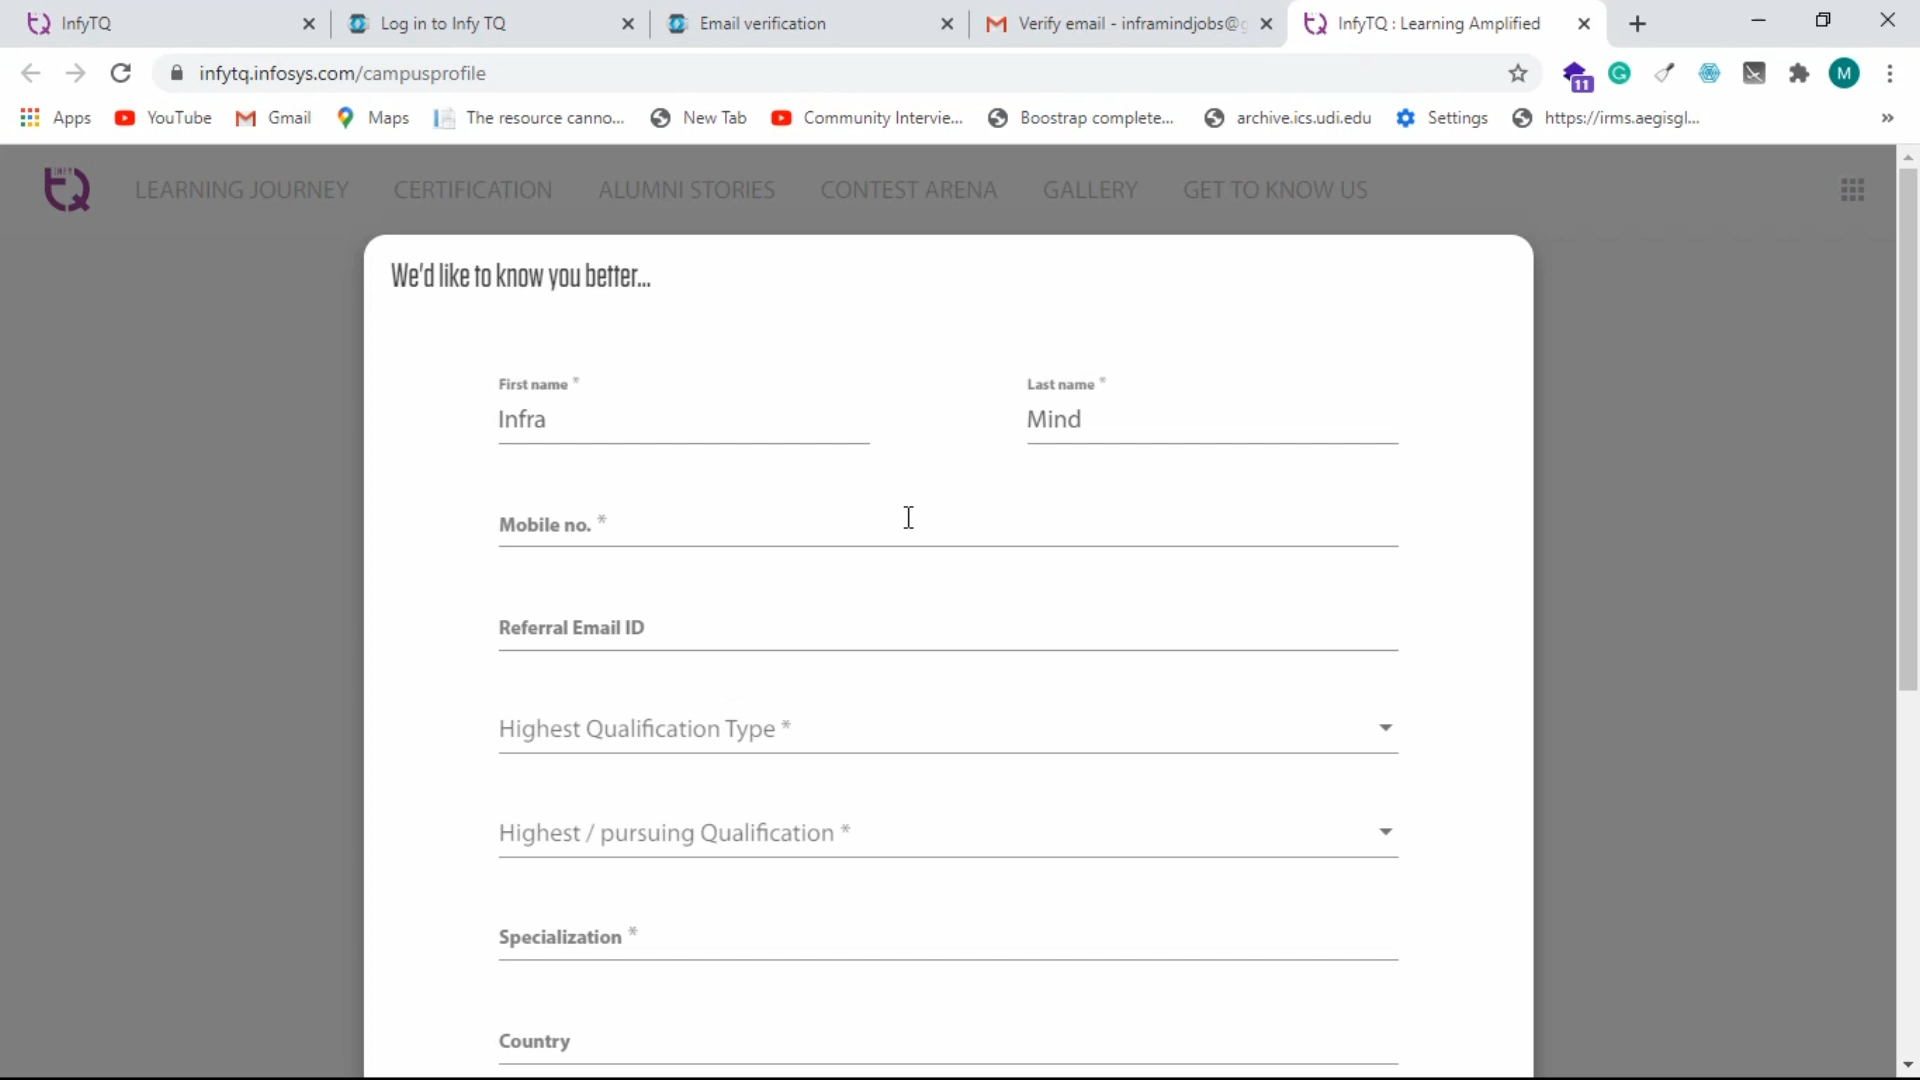 InfyTQ
Log in to Infy TQ
Email verification
Verify email - inframindjobs@g
InfyTQ : Learning Amplified
infytq.infosys.com/campusprofile
11
M
Apps
YouTube
Gmail
Maps
The resource canno...
New Tab
Community Intervie...
Boostrap complete...
archive.ics.udi.edu
Settings
https://irms.aegisgl...
»
INFY
TQ
LEARNING JOURNEY
CERTIFICATION
ALUMNI STORIES
CONTEST ARENA
GALLERY
GET TO KNOW US
We'd like to know you better...
First name *
Last name *
Infra
Mind
Mobile no. *
Referral Email ID
Highest Qualification Type *
Highest / pursuing Qualification *
Specialization *
Country